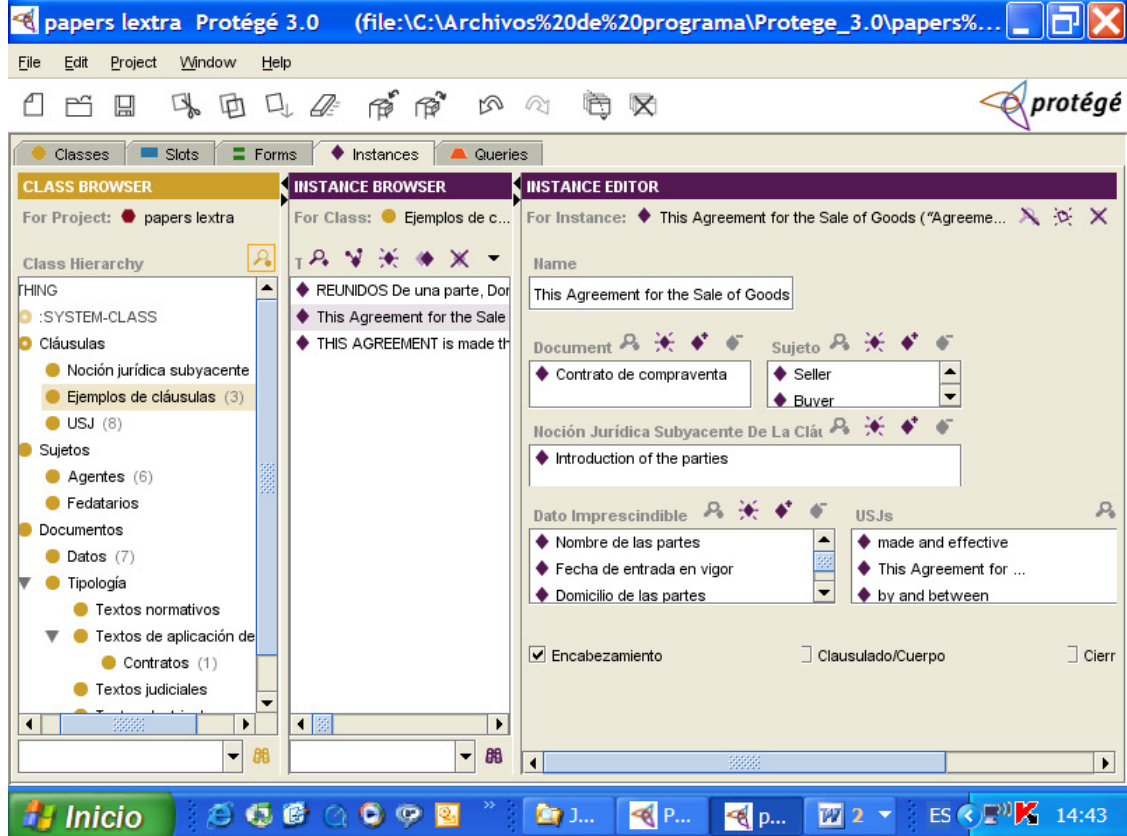 papers lextra Protégé 3.0 (file:\C:\Archivos%20de%20programa\Protege_3.0\papers%...
File Edit Project Window Help
protégé
Classes Slots Forms Instances Queries
CLASS BROWSER
For Project: papers lextra
Class Hierarchy
THING
:SYSTEM-CLASS
Cláusulas
Noción jurídica subyacente
Ejemplos de cláusulas (3)
USJ (8)
Sujetos
Agentes (6)
Fedatarios
Documentos
Datos (7)
Tipología
Textos normativos
Textos de aplicación de
Contratos (1)
Textos judiciales
INSTANCE BROWSER
For Class: Ejemplos de c...
T
REUNIDOS De una parte, Don
This Agreement for the Sale
THIS AGREEMENT is made th
INSTANCE EDITOR
For Instance: This Agreement for the Sale of Goods ("Agreeme...
Name
This Agreement for the Sale of Goods
Document
Contrato de compraventa
Sujeto
Seller
Buyer
Noción Jurídica Subyacente De La Cláu
Introduction of the parties
Dato Imprescindible
Nombre de las partes
Fecha de entrada en vigor
Domicilio de las partes
USJs
made and effective
This Agreement for ...
by and between
Encabezamiento Clausulado/Cuerpo Cierr
Inicio » J... P... p... 2 ES 14:43